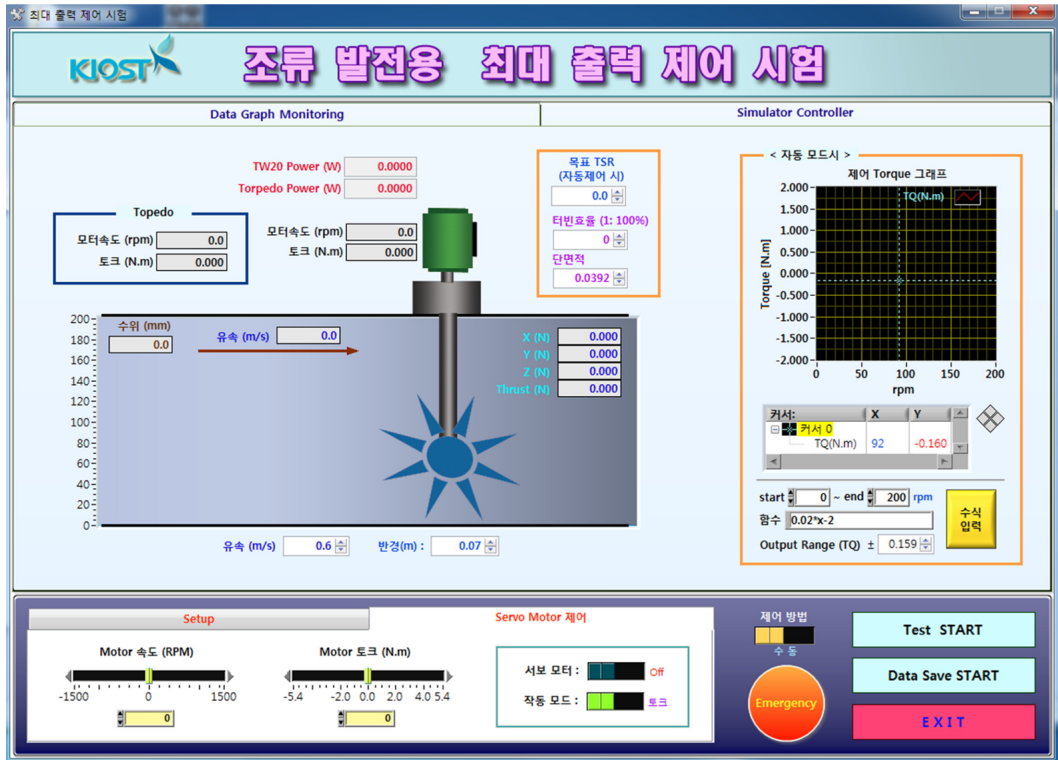 최대 출력 제어 시험
KIOST 조류 발전용 최대 출력 제어 시험
Data Graph Monitoring
Simulator Controller
TW20 Power (W) 0.0000
Torpedo Power (W) 0.0000
Topedo
모터속도 (rpm) 0.0
토크 (N.m) 0.000
모터속도 (rpm) 0.0
토크 (N.m) 0.000
목표 TSR
(자동제어 시)
0.0
터빈효율 (1: 100%)
0
단면적
0.0392
200
180
160
140
120
100
80
60
40
20
0
수위 (mm)
0.0
유속 (m/s) 0.0
X (N) 0.000
Y (N) 0.000
Z (N) 0.000
Thrust (N) 0.000
유속 (m/s) 0.6 반경(m) : 0.07
< 자동 모드시 >
제어 Torque 그래프
TQ(N.m)
Torque [N.m]
2.000
1.500
1.000
0.500
0.000
-0.500
-1.000
-1.500
-2.000
0 50 100 150 200
rpm
커서: X Y
커서 0
TQ(N.m) 92 -0.160
start 0 ~ end 200 rpm
함수 0.02*x-2
Output Range (TQ) ± 0.159
수식
입력
Setup
Servo Motor 제어
Motor 속도 (RPM)
-1500 0 1500
0
Motor 토크 (N.m)
-5.4 -2.0 0.0 2.0 4.0 5.4
0
서보 모터 : Off
작동 모드 : 토크
제어 방법
수 동
Emergency
Test START
Data Save START
E X I T